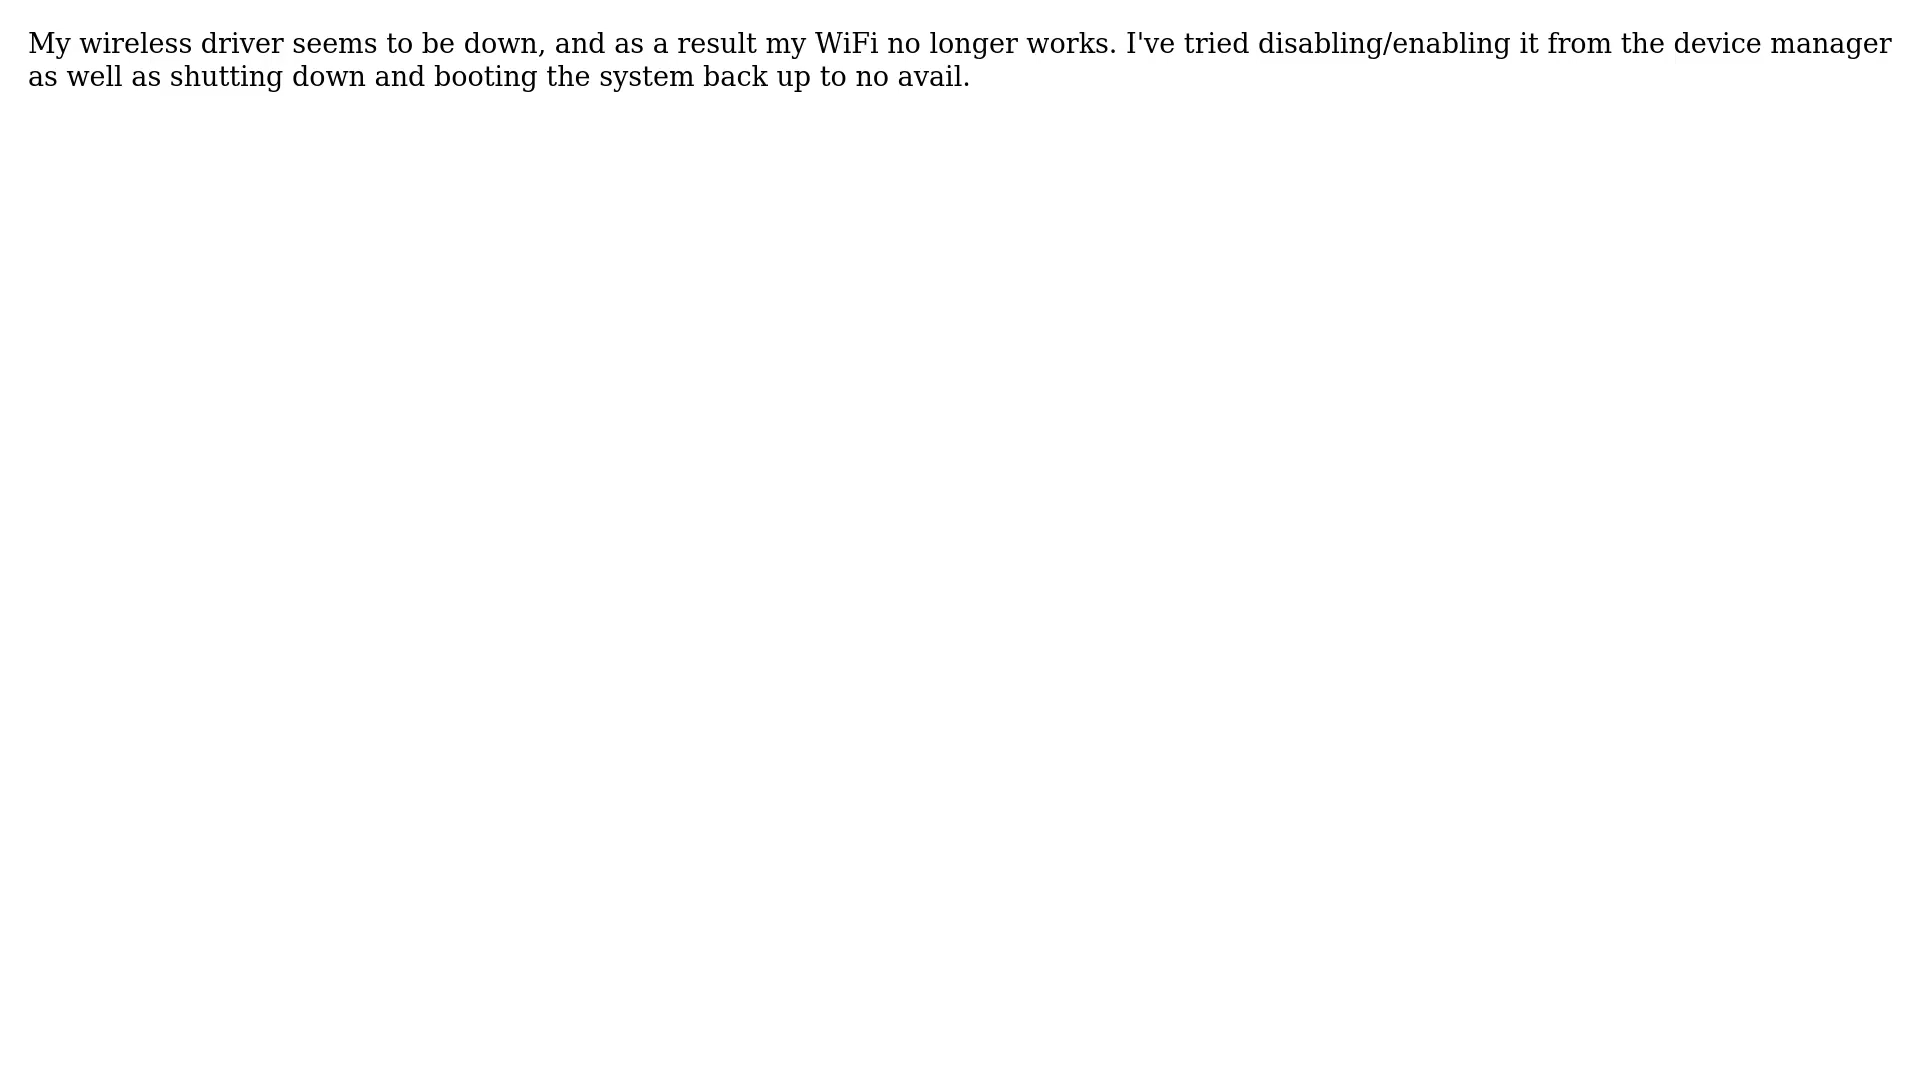 My wireless driver seems to be down, and as a result my WiFi no longer works. I've tried disabling/enabling it from the device manager
as well as shutting down and booting the system back up to no avail.